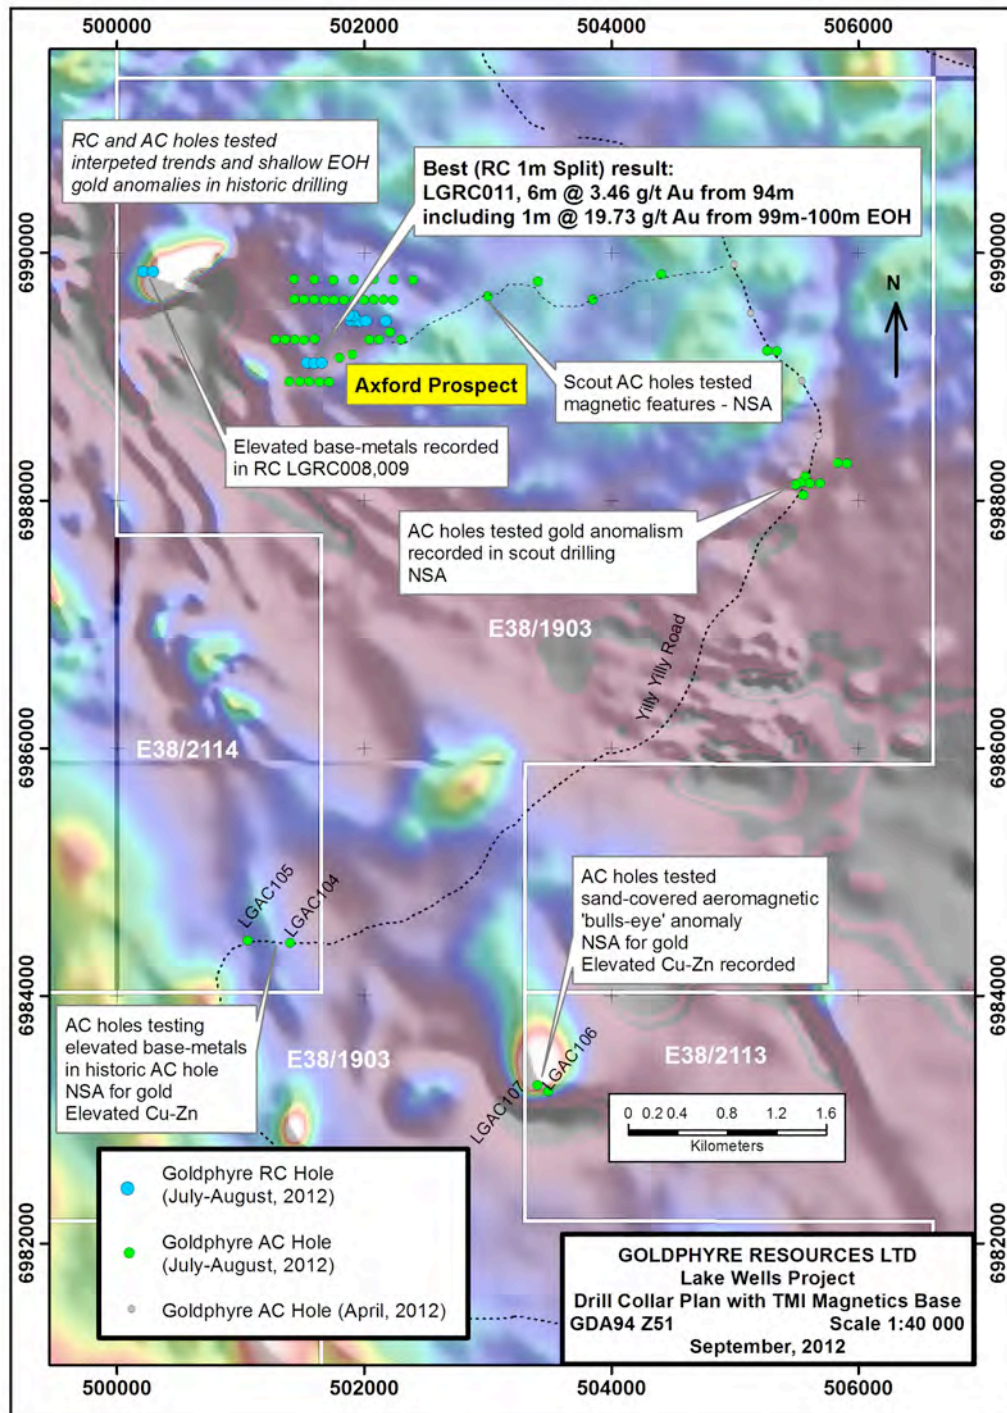 500000 502000 504000 506000
RC and AC holes tested
interpeted trends and shallow EOH
gold anomalies in historic drilling
Best (RC 1m Split) result:
LGRC011, 6m @ 3.46 g/t Au from 94m
including 1m @ 19.73 g/t Au from 99m-100m EOH
6990000
6990000
N
Axford Prospect
Scout AC holes tested
magnetic features - NSA
Elevated base-metals recorded
in RC LGRC008,009
6988000
6988000
AC holes tested gold anomalism
recorded in scout drilling
NSA
E38/1903
Yilly Yilly Road
E38/2114
6986000
6986000
LGAC105
LGAC104
AC holes tested
sand-covered aeromagnetic
'bulls-eye' anomaly
NSA for gold
Elevated Cu-Zn recorded
6984000
6984000
AC holes testing
elevated base-metals
in historic AC hole
NSA for gold
Elevated Cu-Zn
E38/1903
LGAC107
LGAC106
E38/2113
0 0.2 0.4 0.8 1.2 1.6
Kilometers
Goldphyre RC Hole
(July-August, 2012)
Goldphyre AC Hole
(July-August, 2012)
Goldphyre AC Hole (April, 2012)
6982000
6982000
GOLDPHYRE RESOURCES LTD
Lake Wells Project
Drill Collar Plan with TMI Magnetics Base
GDA94 Z51 Scale 1:40 000
September, 2012
500000 502000 504000 506000